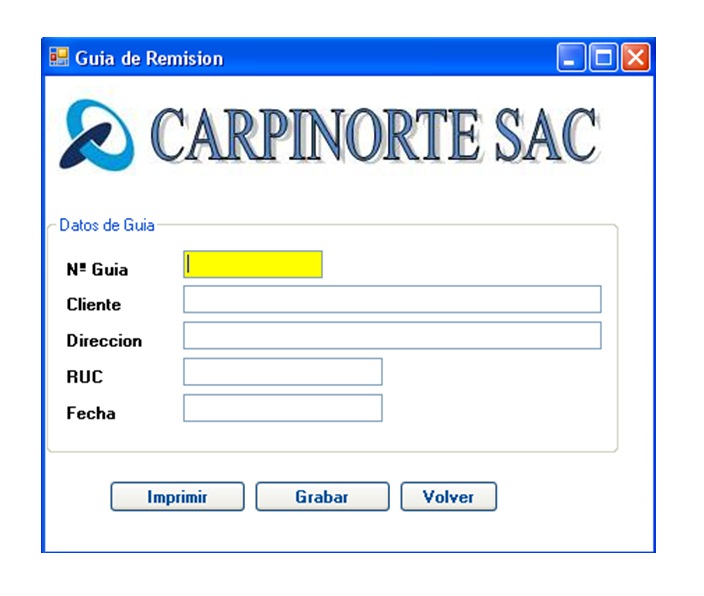 Guia de Remision
CARPINORTE SAC
Datos de Guia
Nº Guia
Cliente
Direccion
RUC
Fecha
Imprimir Grabar Volver